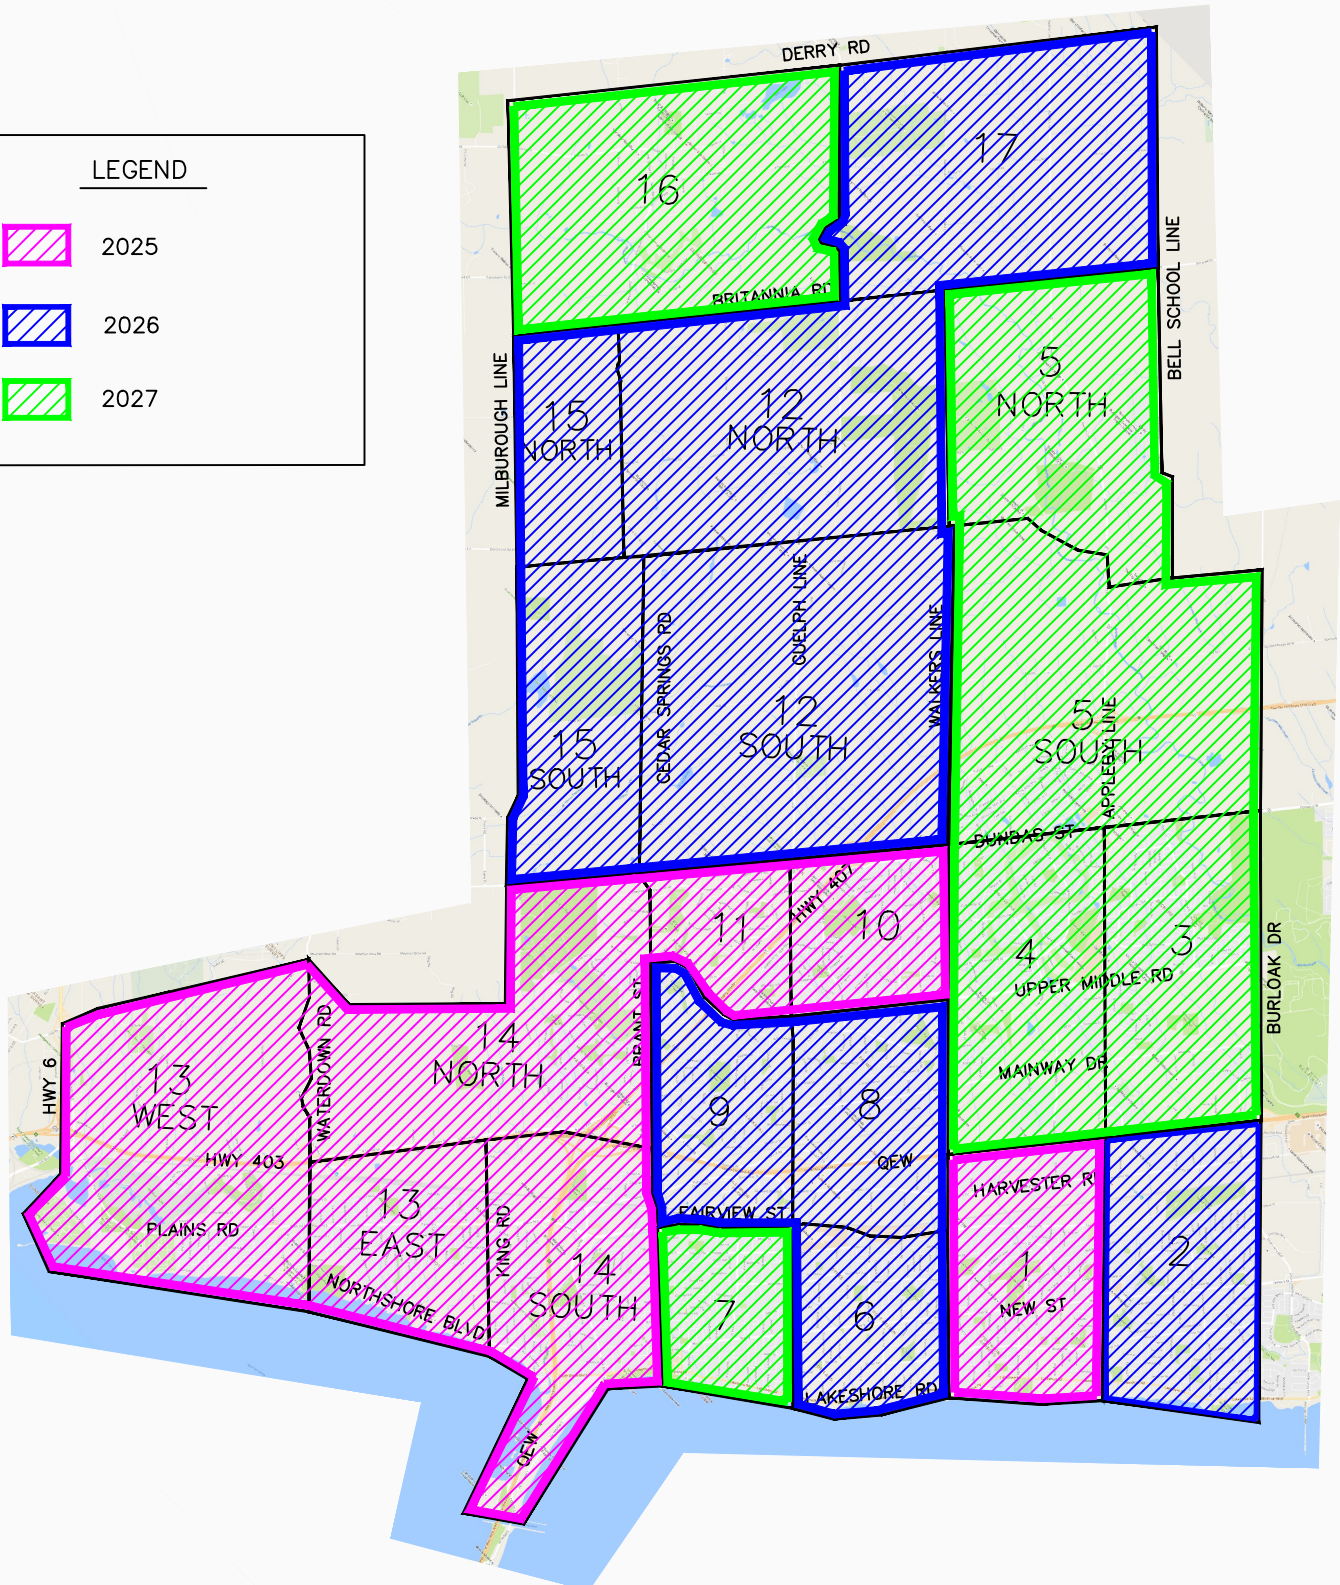 DERRY RD
LEGEND
2025
2026
2027
16
17
BRITANNIA RD
BELL SCHOOL LINE
MILBOROUGH LINE
15
NORTH
12
NORTH
5
NORTH
GUELPH LINE
CEDAR SPRINGS RD
WALKERS LINE
15
SOUTH
12
SOUTH
5
SOUTH
APPLEBY LINE
DUNDAS ST
HWY 407
11
10
4
3
UPPER MIDDLE RD
BURLOAK DR
BRANT ST
WATERDOWN RD
HWY 6
14
NORTH
13
WEST
MAINWAY DR
9
8
HWY 403
QEW
HARVESTER RD
PLAINS RD
13
EAST
KING RD
FAIRVIEW ST
14
SOUTH
NORTHSHORE BLVD
7
6
1
2
NEW ST
LAKESHORE RD
QEW